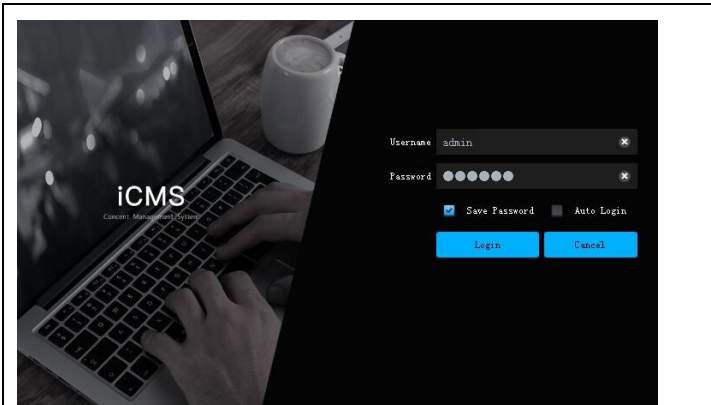 iCMS
Concent Management System
Username admin
Password ●●●●●●
Save Password Auto Login
Login Cancel